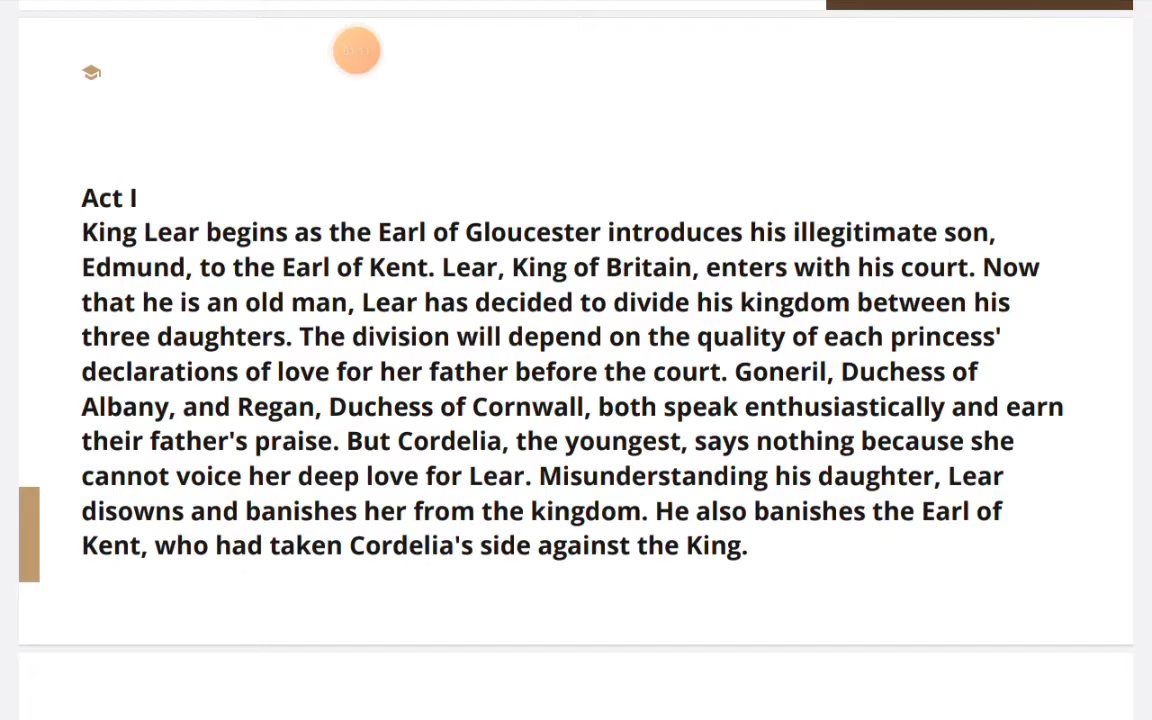 Act I
King Lear begins as the Earl of Gloucester introduces his illegitimate son,
Edmund, to the Earl of Kent. Lear, King of Britain, enters with his court. Now
that he is an old man, Lear has decided to divide his kingdom between his
three daughters. The division will depend on the quality of each princess'
declarations of love for her father before the court. Goneril, Duchess of
Albany, and Regan, Duchess of Cornwall, both speak enthusiastically and earn
their father's praise. But Cordelia, the youngest, says nothing because she
cannot voice her deep love for Lear. Misunderstanding his daughter, Lear
disowns and banishes her from the kingdom. He also banishes the Earl of
Kent, who had taken Cordelia's side against the King.